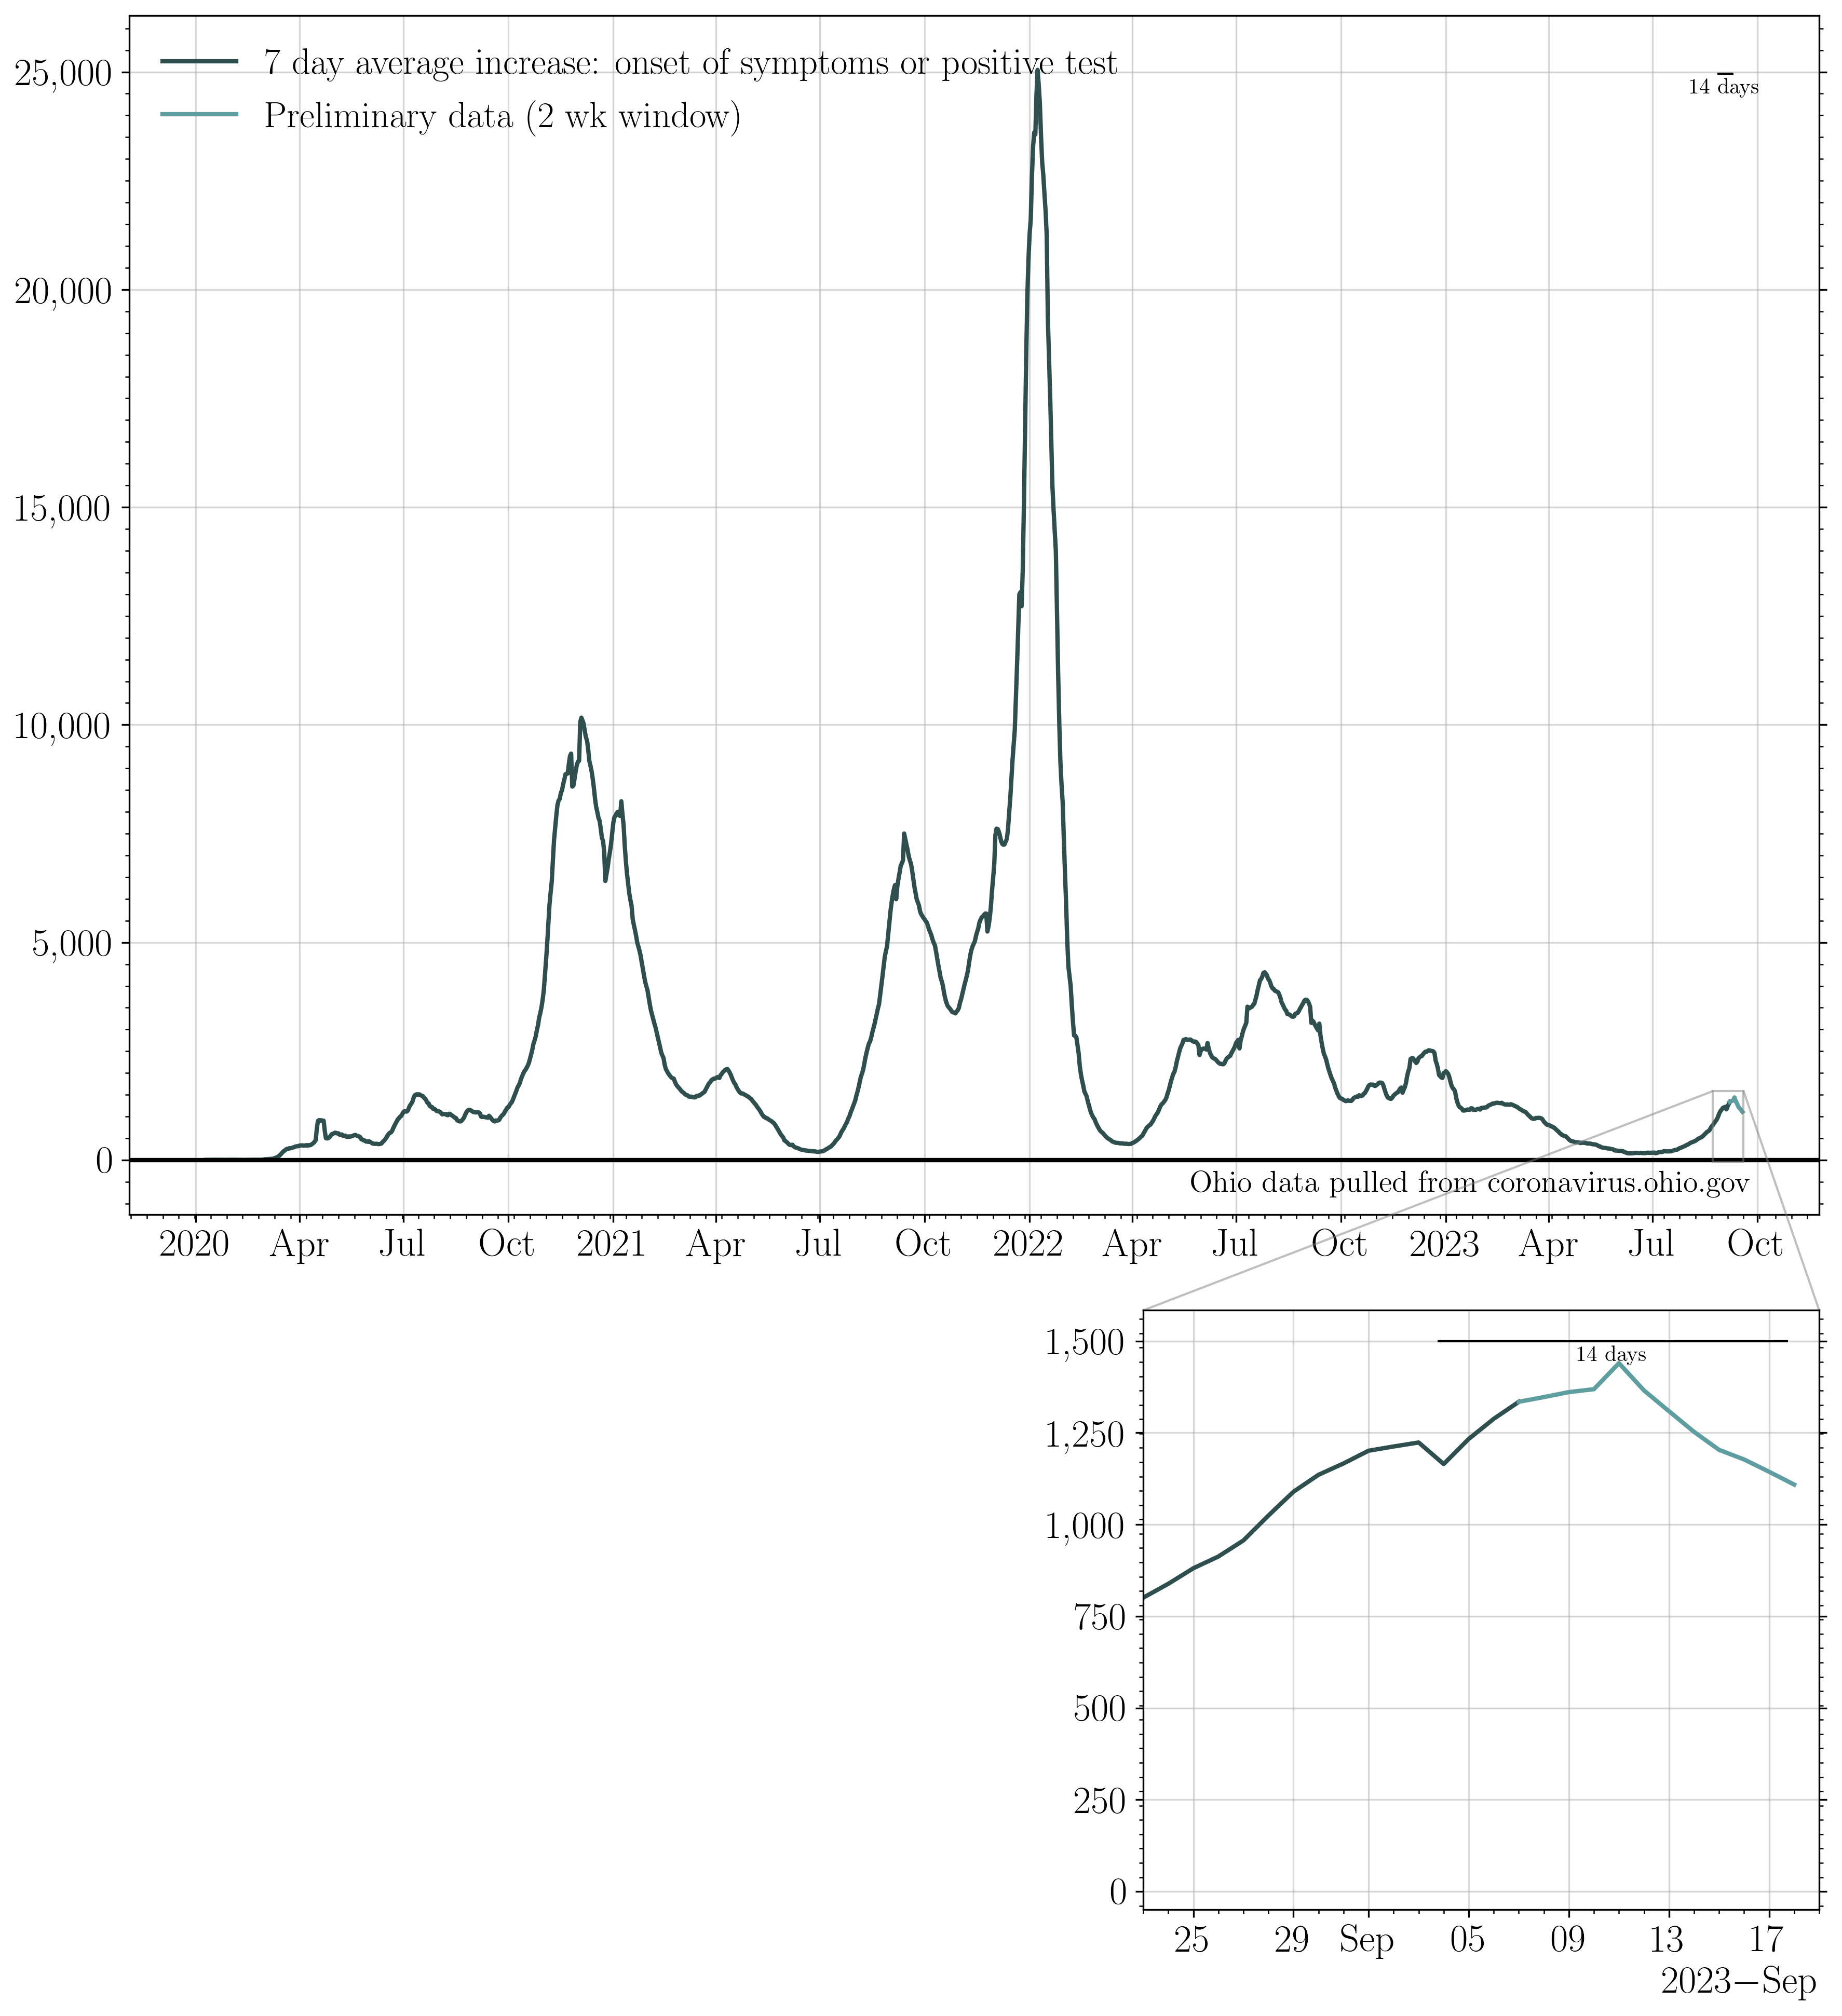 7 day average increase: onset of symptoms or positive test
Preliminary data (2 wk window)
14 days
25,000
20,000
15,000
10,000
5,000
0
Ohio data pulled from coronavirus.ohio.gov
2020 Apr Jul Oct 2021 Apr Jul Oct 2022 Apr Jul Oct 2023 Apr Jul Oct
14 days
1,500
1,250
1,000
750
500
250
0
25 29 Sep 05 09 13 17
2023−Sep